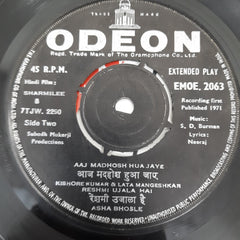 TRADE MARK
ODEON
Regd. Trade Mark of The Gramophone Co. Ltd.
45 R.P.M.
EXTENDED PLAY
EMOE. 2063
Hindi Film:
SHARMILEE
7TJW. 2250
Side Two
Subodh Mukerji
Productions
Recording first
Published 1971
Music:
S. D. Burman
Lyrics:
Neeraj
AAJ MADHOSH HUA JAYE
आज मदहोश हुआ जाए
KISHORE KUMAR & LATA MANGESHKAR
RESHMI UJALA HAI
रेशमी उजाला है
ASHA BHOSLE